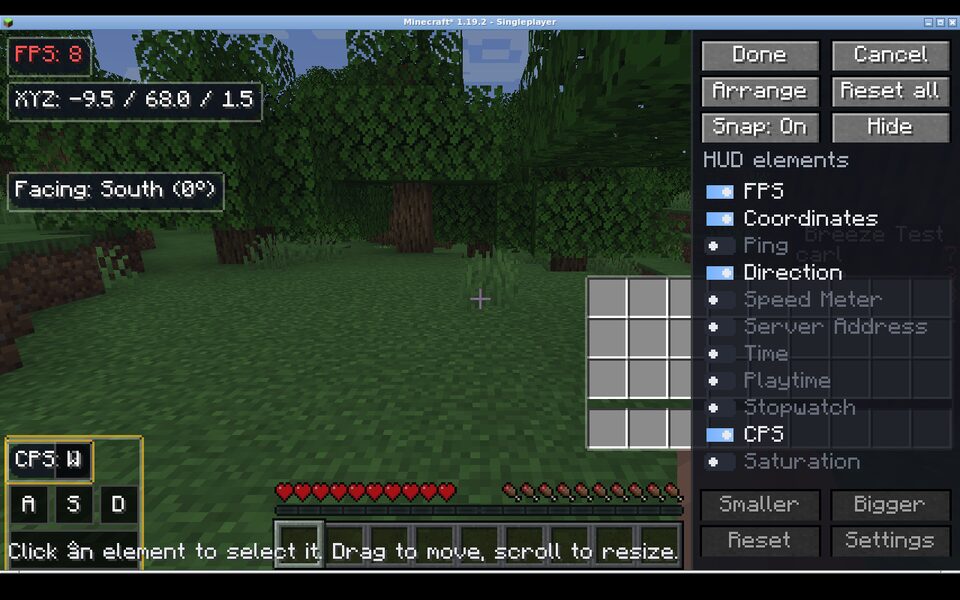 Minecraft* 1.19.2 - Singleplayer
FPS: 8
XYZ: -9.5 / 68.0 / 1.5
Facing: South (0°)
Done
Cancel
Arrange
Reset all
Snap: On
Hide
HUD elements
FPS
Coordinates
Ping
Breeze Test
carl
Direction
Speed Meter
Server Address
Time
Playtime
Stopwatch
CPS
Saturation
Smaller
Bigger
Reset
Settings
CPS
W
A S D
Click an element to select it. Drag to move, scroll to resize.